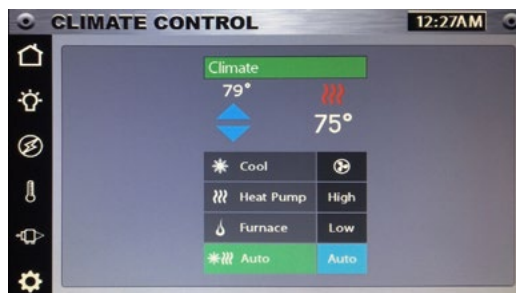 CLIMATE CONTROL 12:27AM
Climate
79°
75°
Cool
Heat Pump High
Furnace Low
Auto Auto